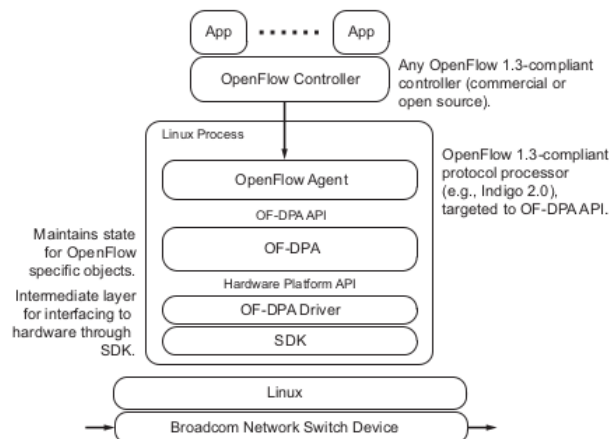 App
App
OpenFlow Controller
Any OpenFlow 1.3-compliant
controller (commercial or
open source).
Linux Process
OpenFlow Agent
OpenFlow 1.3-compliant
protocol processor
(e.g., Indigo 2.0),
targeted to OF-DPA API.
OF-DPA API
Maintains state
for OpenFlow
specific objects.
OF-DPA
Hardware Platform API
Intermediate layer
for interfacing to
hardware through
SDK.
OF-DPA Driver
SDK
Linux
Broadcom Network Switch Device